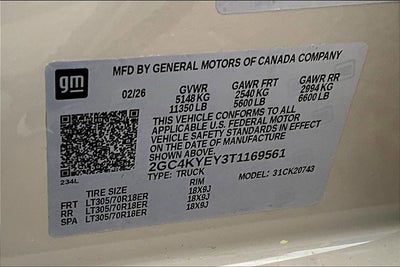 gm
MFD BY GENERAL MOTORS OF CANADA COMPANY
02/26 GVWR GAWR FRT GAWR RR
5148 KG 2540 KG 2994 KG
11350 LB 5600 LB 6600 LB
THIS VEHICLE CONFORMS TO ALL
APPLICABLE U.S. FEDERAL MOTOR
VEHICLE SAFETY STANDARDS IN EFFECT
ON THE DATE OF MANUFACTURE
SHOWN ABOVE.
2GC4KYEY3T1169561
234L TYPE: TRUCK MODEL: 31CK20743
TIRE SIZE RIM
FRT LT305/70R18ER 18X9J
RR LT305/70R18ER 18X9J
SPA LT305/70R18ER 18X9J